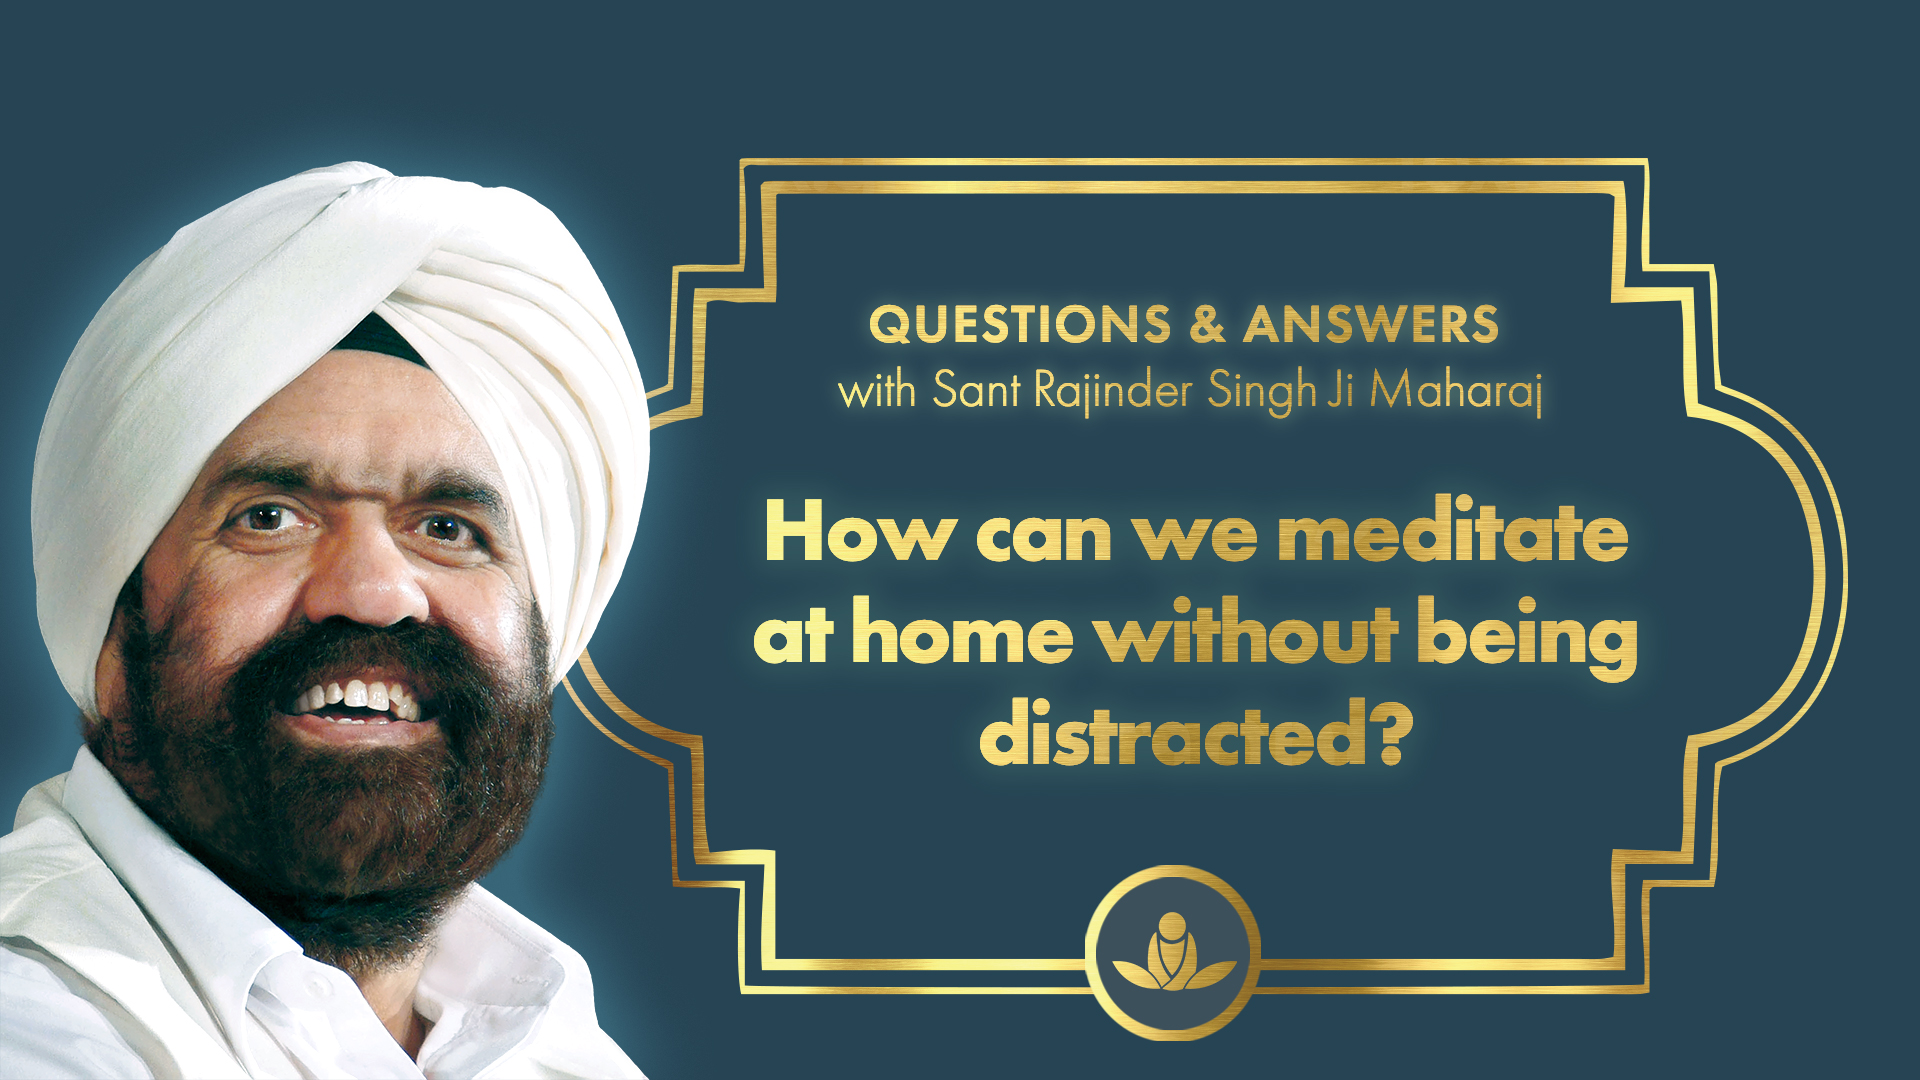 QUESTIONS & ANSWERS
with Sant Rajinder Singh Ji Maharaj
How can we meditate
at home without being
distracted?